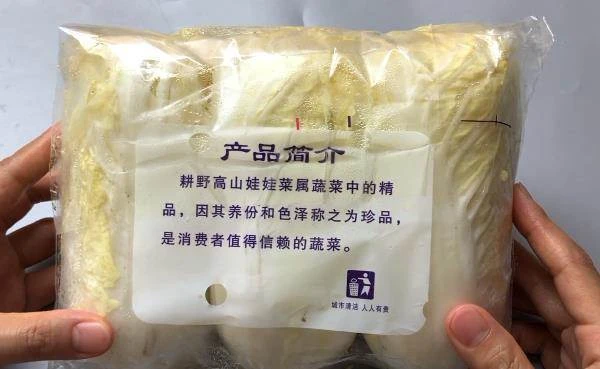 产品简介
耕野高山娃娃菜属蔬菜中的精
品，因其养份和色泽称之为珍品，
是消费者值得信赖的蔬菜。
城市清洁 人人有责